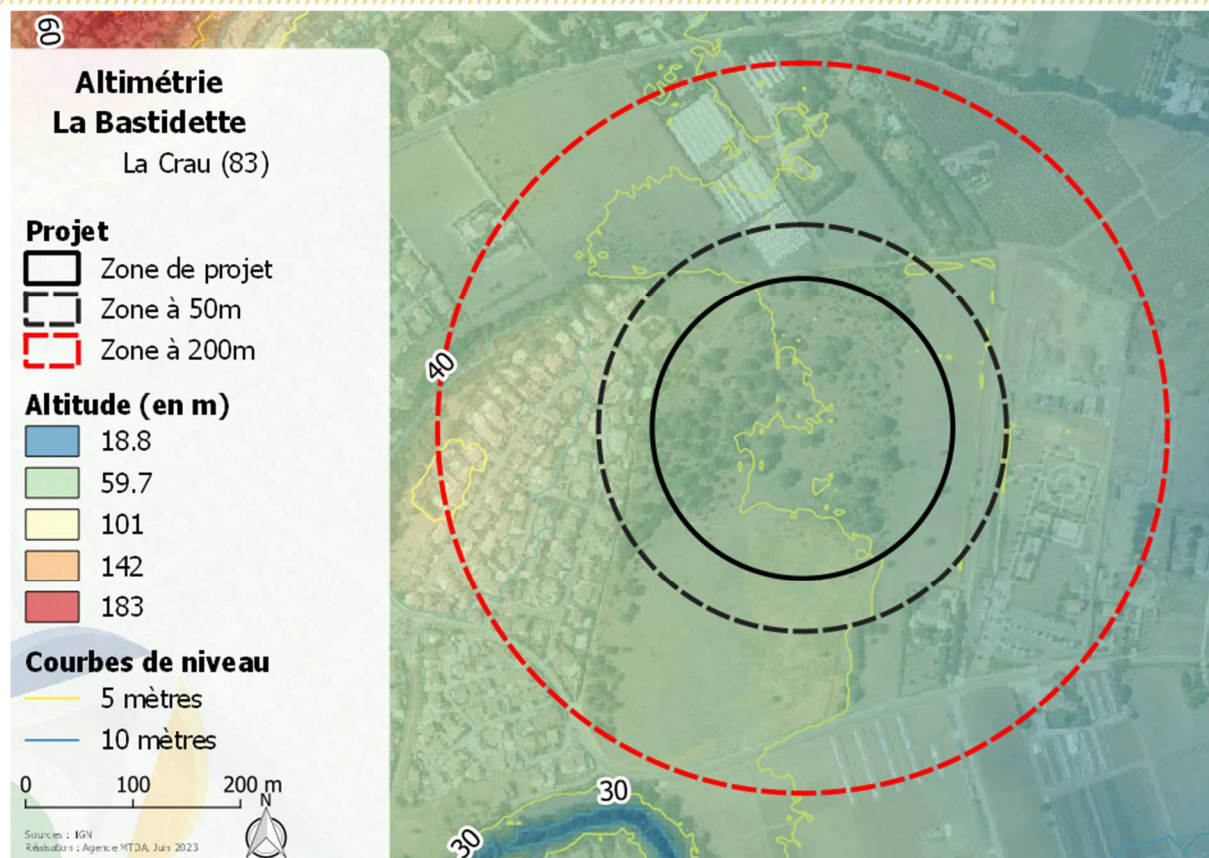 60
Altimétrie
La Bastidette
La Crau (83)
Projet
Zone de projet
Zone à 50m
Zone à 200m
Altitude (en m)
18.8
59.7
101
142
183
Courbes de niveau
5 mètres
10 mètres
0 100 200 m
N
Sources : IGN
Réalisation : Agence MTDA, Juin 2023
40
30
30